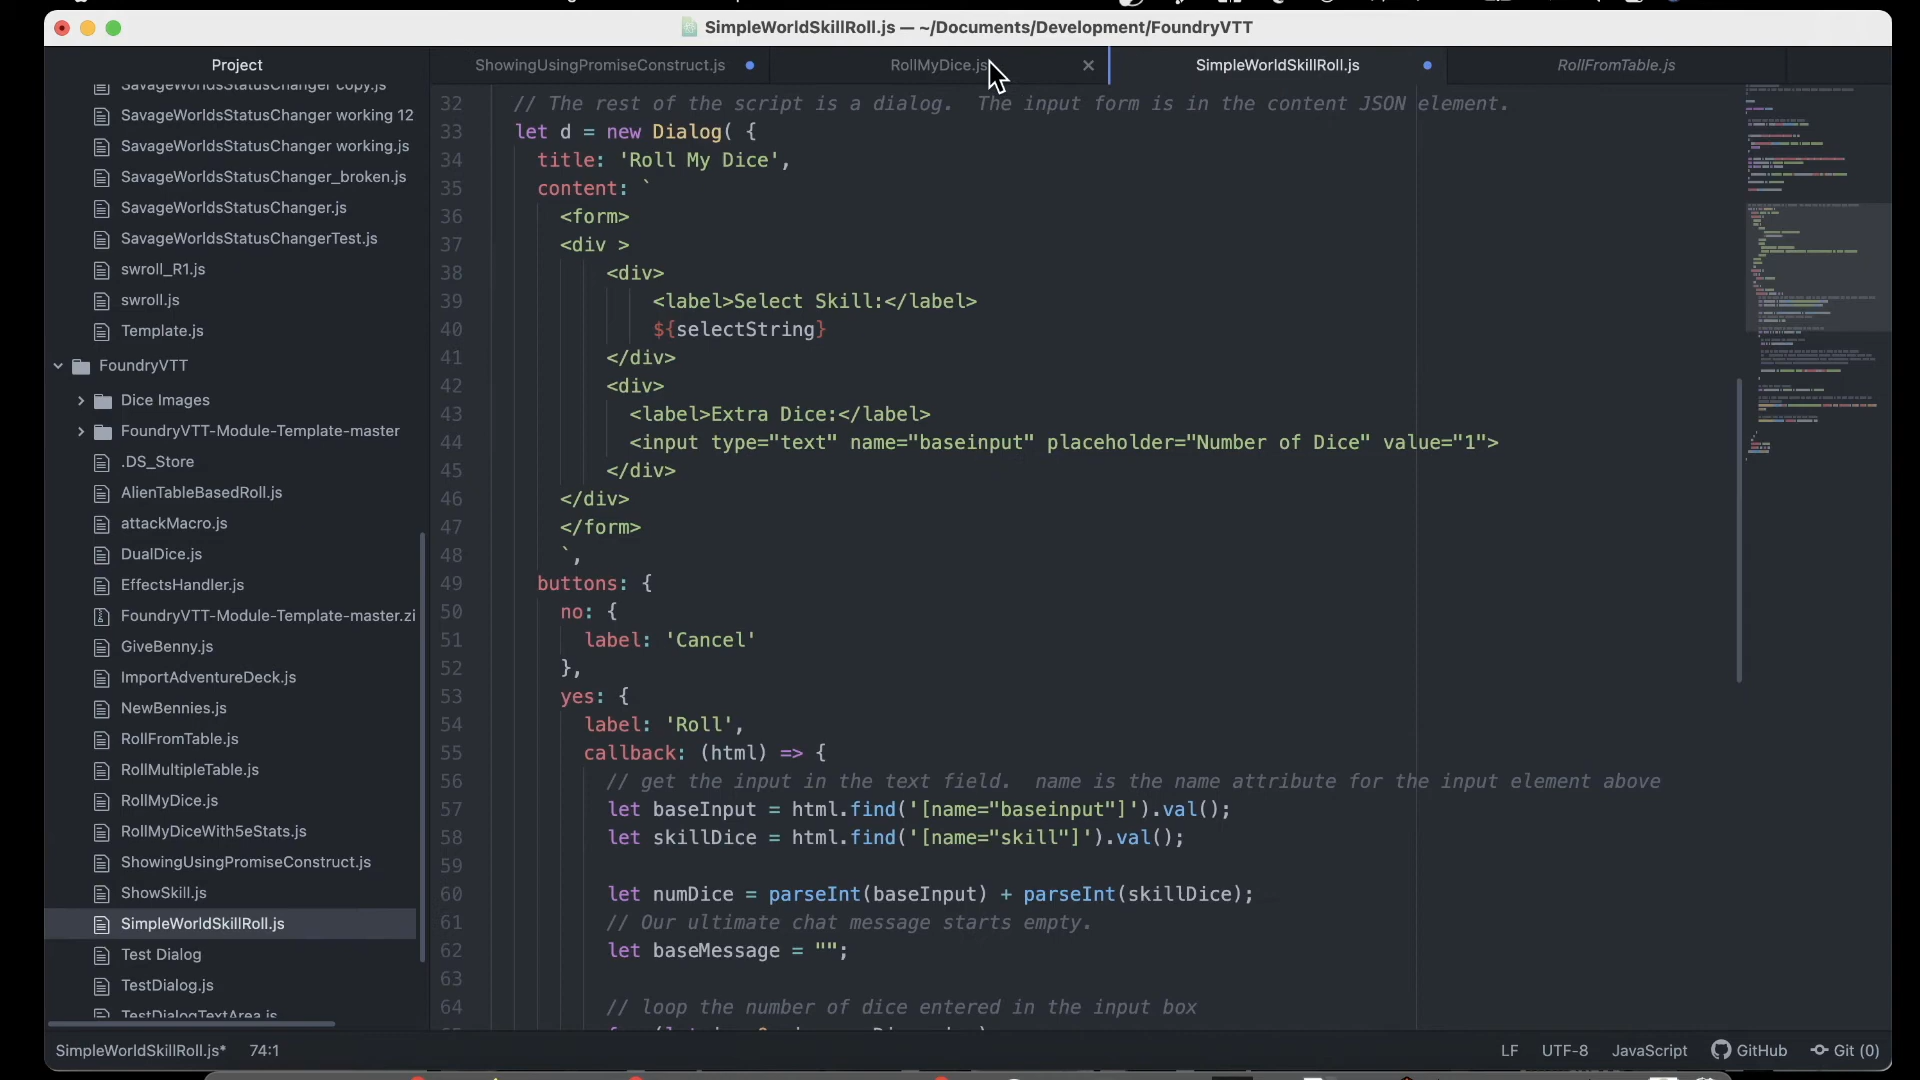 SimpleWorldSkillRoll.js — ~/Documents/Development/FoundryVTT
Project
SavageWorldsStatusChanger copy.js
SavageWorldsStatusChanger working 12
SavageWorldsStatusChanger working.js
SavageWorldsStatusChanger_broken.js
SavageWorldsStatusChanger.js
SavageWorldsStatusChangerTest.js
swroll_R1.js
swroll.js
Template.js
FoundryVTT
Dice Images
FoundryVTT-Module-Template-master
.DS_Store
AlienTableBasedRoll.js
attackMacro.js
DualDice.js
EffectsHandler.js
FoundryVTT-Module-Template-master.zi
GiveBenny.js
ImportAdventureDeck.js
NewBennies.js
RollFromTable.js
RollMultipleTable.js
RollMyDice.js
RollMyDiceWith5eStats.js
ShowingUsingPromiseConstruct.js
ShowSkill.js
SimpleWorldSkillRoll.js
Test Dialog
TestDialog.js
TestDialogTextArea.js
ShowingUsingPromiseConstruct.js
RollMyDice.js
SimpleWorldSkillRoll.js
RollFromTable.js
32 // The rest of the script is a dialog.  The input form is in the content JSON element.
33 let d = new Dialog( {
34 title: 'Roll My Dice',
35 content: `
36 <form>
37 <div >
38 <div>
39 <label>Select Skill:</label>
40 ${selectString}
41 </div>
42 <div>
43 <label>Extra Dice:</label>
44 <input type="text" name="baseinput" placeholder="Number of Dice" value="1">
45 </div>
46 </div>
47 </form>
48 `,
49 buttons: {
50 no: {
51 label: 'Cancel'
52 },
53 yes: {
54 label: 'Roll',
55 callback: (html) => {
56 // get the input in the text field.  name is the name attribute for the input element above
57 let baseInput = html.find('[name="baseinput"]').val();
58 let skillDice = html.find('[name="skill"]').val();
59
60 let numDice = parseInt(baseInput) + parseInt(skillDice);
61 // Our ultimate chat message starts empty.
62 let baseMessage = "";
63
64 // loop the number of dice entered in the input box
SimpleWorldSkillRoll.js* 74:1
LF UTF-8 JavaScript GitHub Git (0)